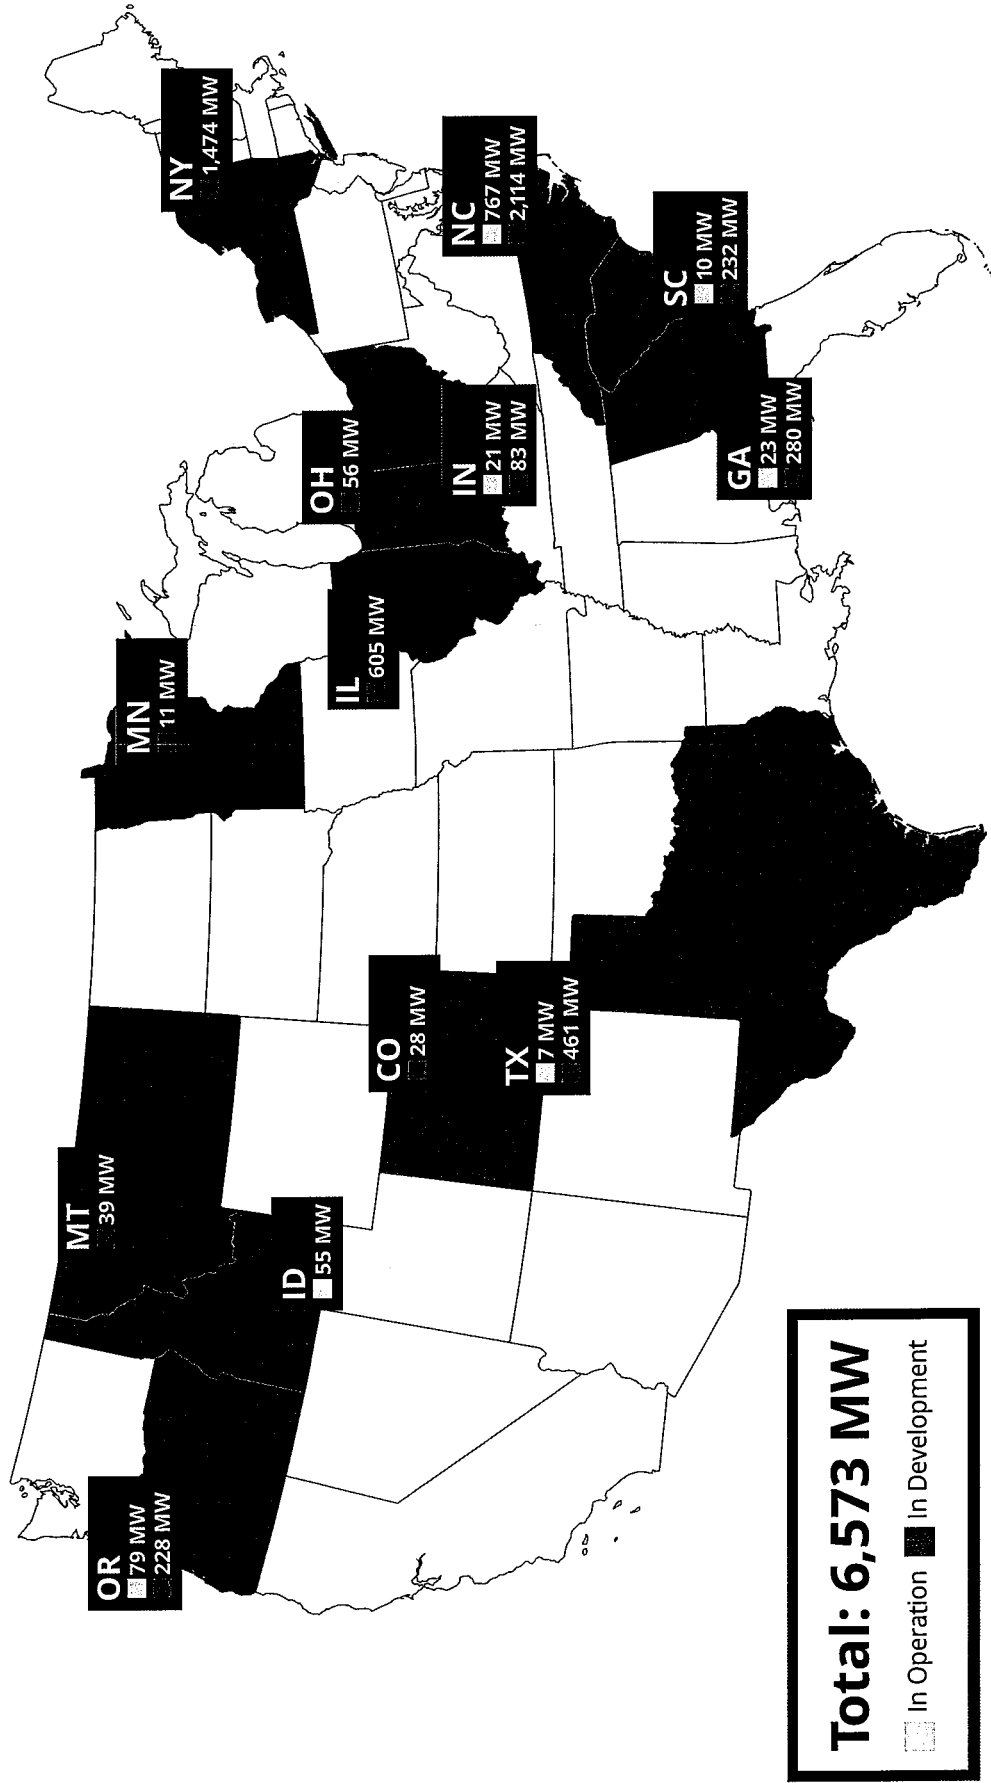 OR
79 MW
228 MW
MT
39 MW
ID
55 MW
CO
28 MW
TX
7 MW
461 MW
MN
11 MW
IL
605 MW
OH
56 MW
IN
21 MW
83 MW
GA
23 MW
280 MW
SC
10 MW
232 MW
NC
767 MW
2,114 MW
NY
1,474 MW
Total: 6,573 MW
In Operation In Development